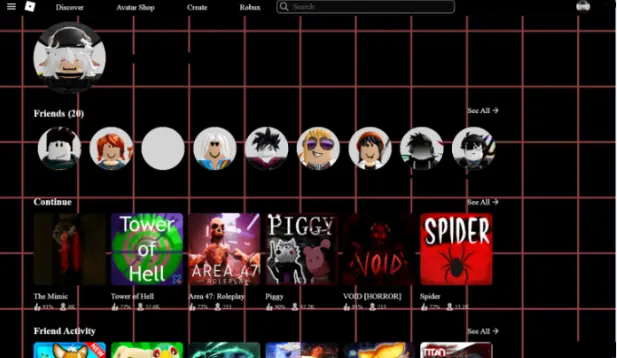 Discover Avatar Shop Create Robux Search
Friends (20) See All →
Continue See All →
Tower of Hell
AREA 47
ROLEPLAY
PIGGY
VOID
SPIDER
The Mimic Tower of Hell Area 47: Roleplay Piggy VOID [HORROR] Spider
Friend Activity See All →
NEW
TITAN